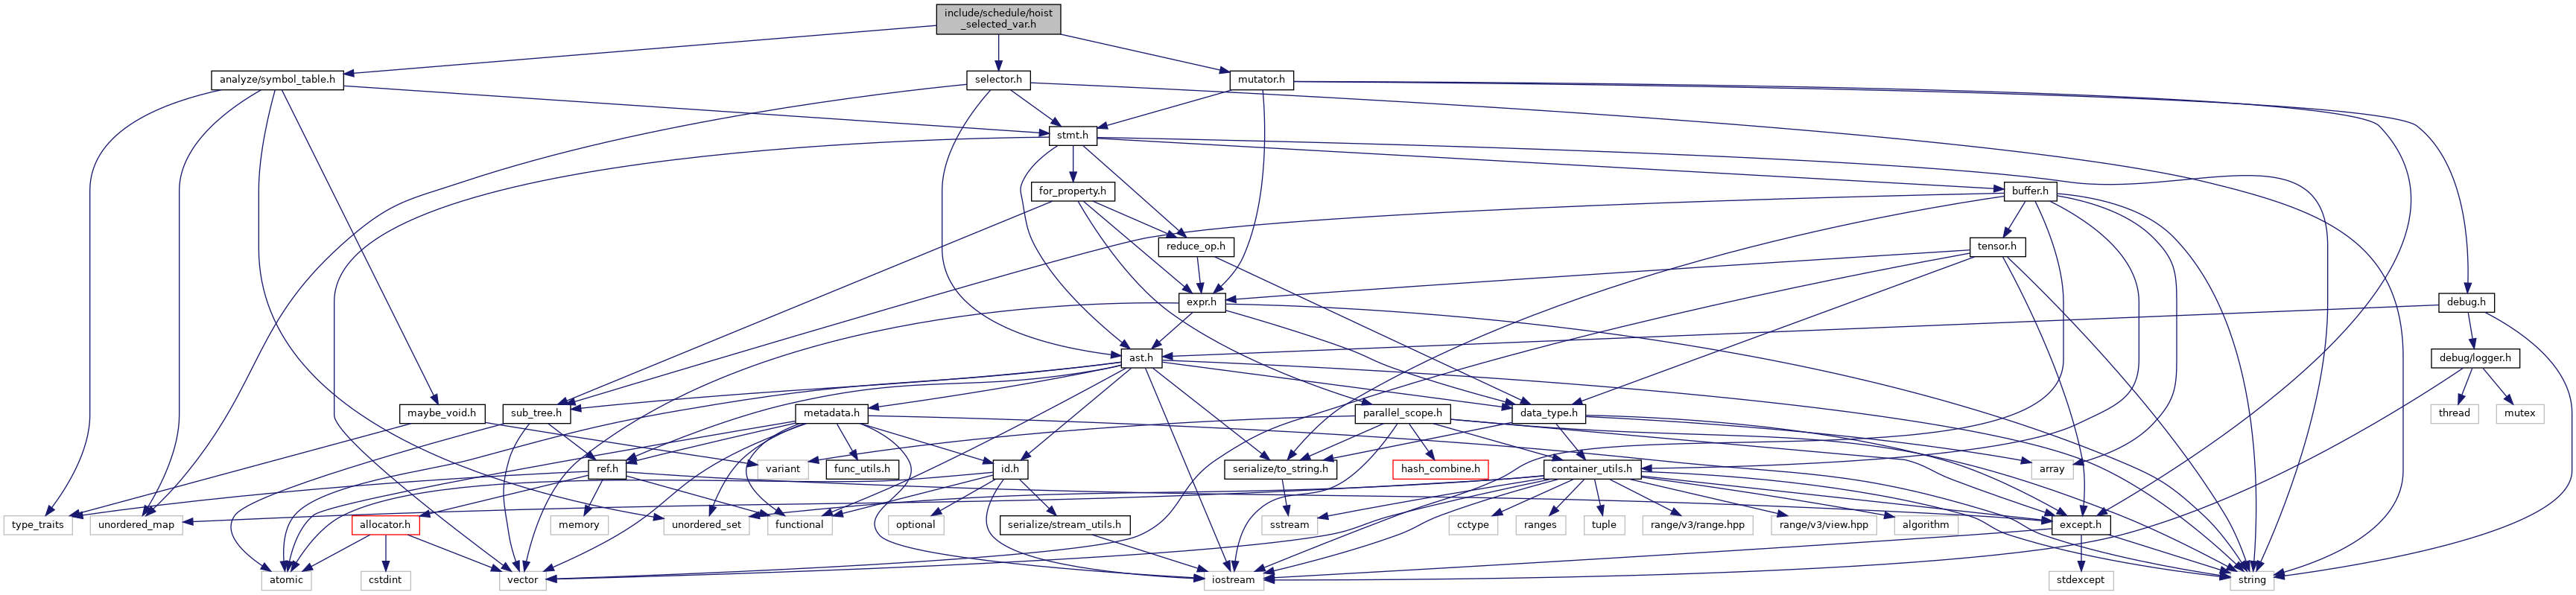 include/schedule/hoist
_selected_var.h
analyze/symbol_table.h
selector.h
mutator.h
stmt.h
for_property.h
buffer.h
reduce_op.h
tensor.h
expr.h
debug.h
ast.h
debug/logger.h
maybe_void.h
sub_tree.h
metadata.h
parallel_scope.h
data_type.h
thread
mutex
ref.h
variant
func_utils.h
id.h
serialize/to_string.h
hash_combine.h
container_utils.h
array
type_traits
unordered_map
allocator.h
memory
unordered_set
functional
optional
serialize/stream_utils.h
sstream
cctype
ranges
tuple
range/v3/range.hpp
range/v3/view.hpp
algorithm
except.h
atomic
cstdint
vector
iostream
stdexcept
string